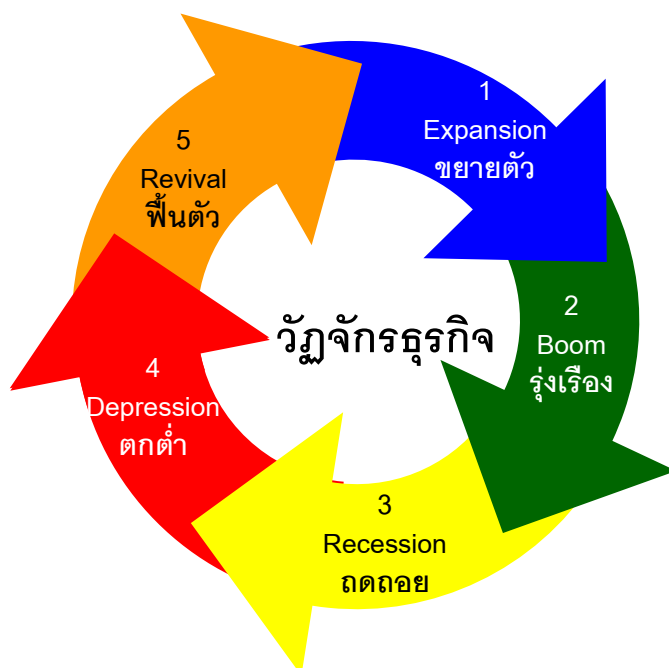 1
Expansion
ขยายตัว
2
Boom
รุ่งเรือง
3
Recession
ถดถอย
4
Depression
ตกต่ำ
5
Revival
ฟื้นตัว
วัฏจักรธุรกิจ